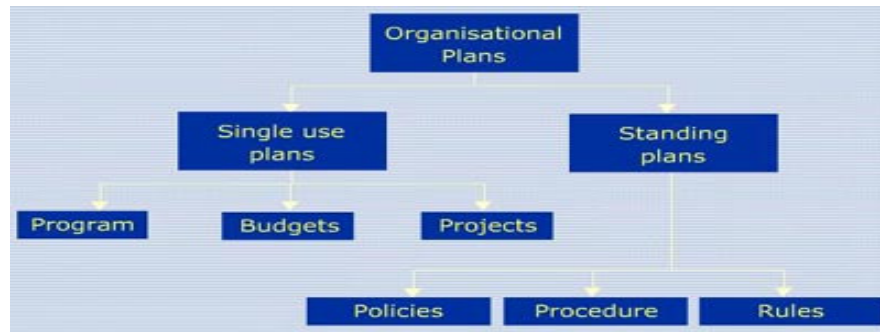 Organisational
Plans
Single use
plans
Standing
plans
Program
Budgets
Projects
Policies
Procedure
Rules